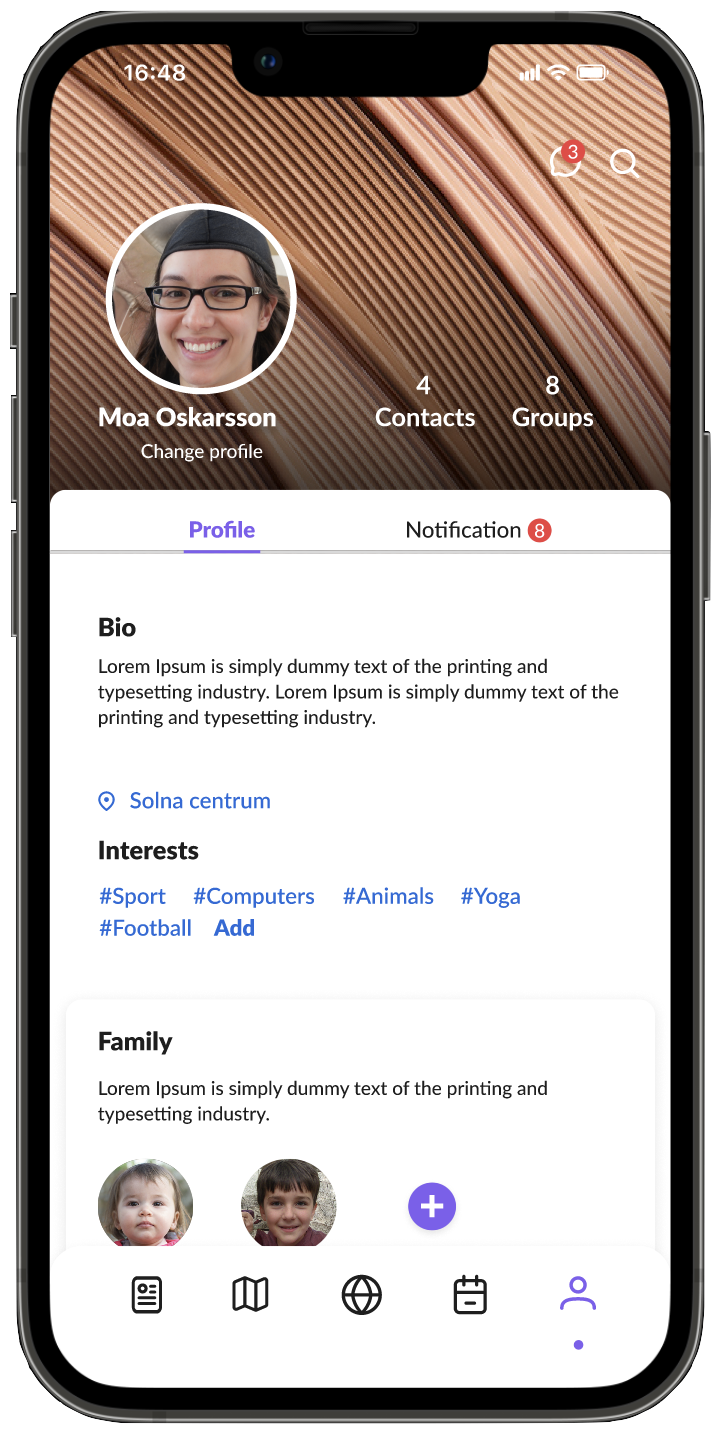 16:48
3
4 8
Moa Oskarsson Contacts Groups
Change profile
Profile Notification 8
Bio
Lorem Ipsum is simply dummy text of the printing and
typesetting industry. Lorem Ipsum is simply dummy text of the
printing and typesetting industry.
Solna centrum
Interests
#Sport #Computers #Animals #Yoga
#Football Add
Family
Lorem Ipsum is simply dummy text of the printing and
typesetting industry.